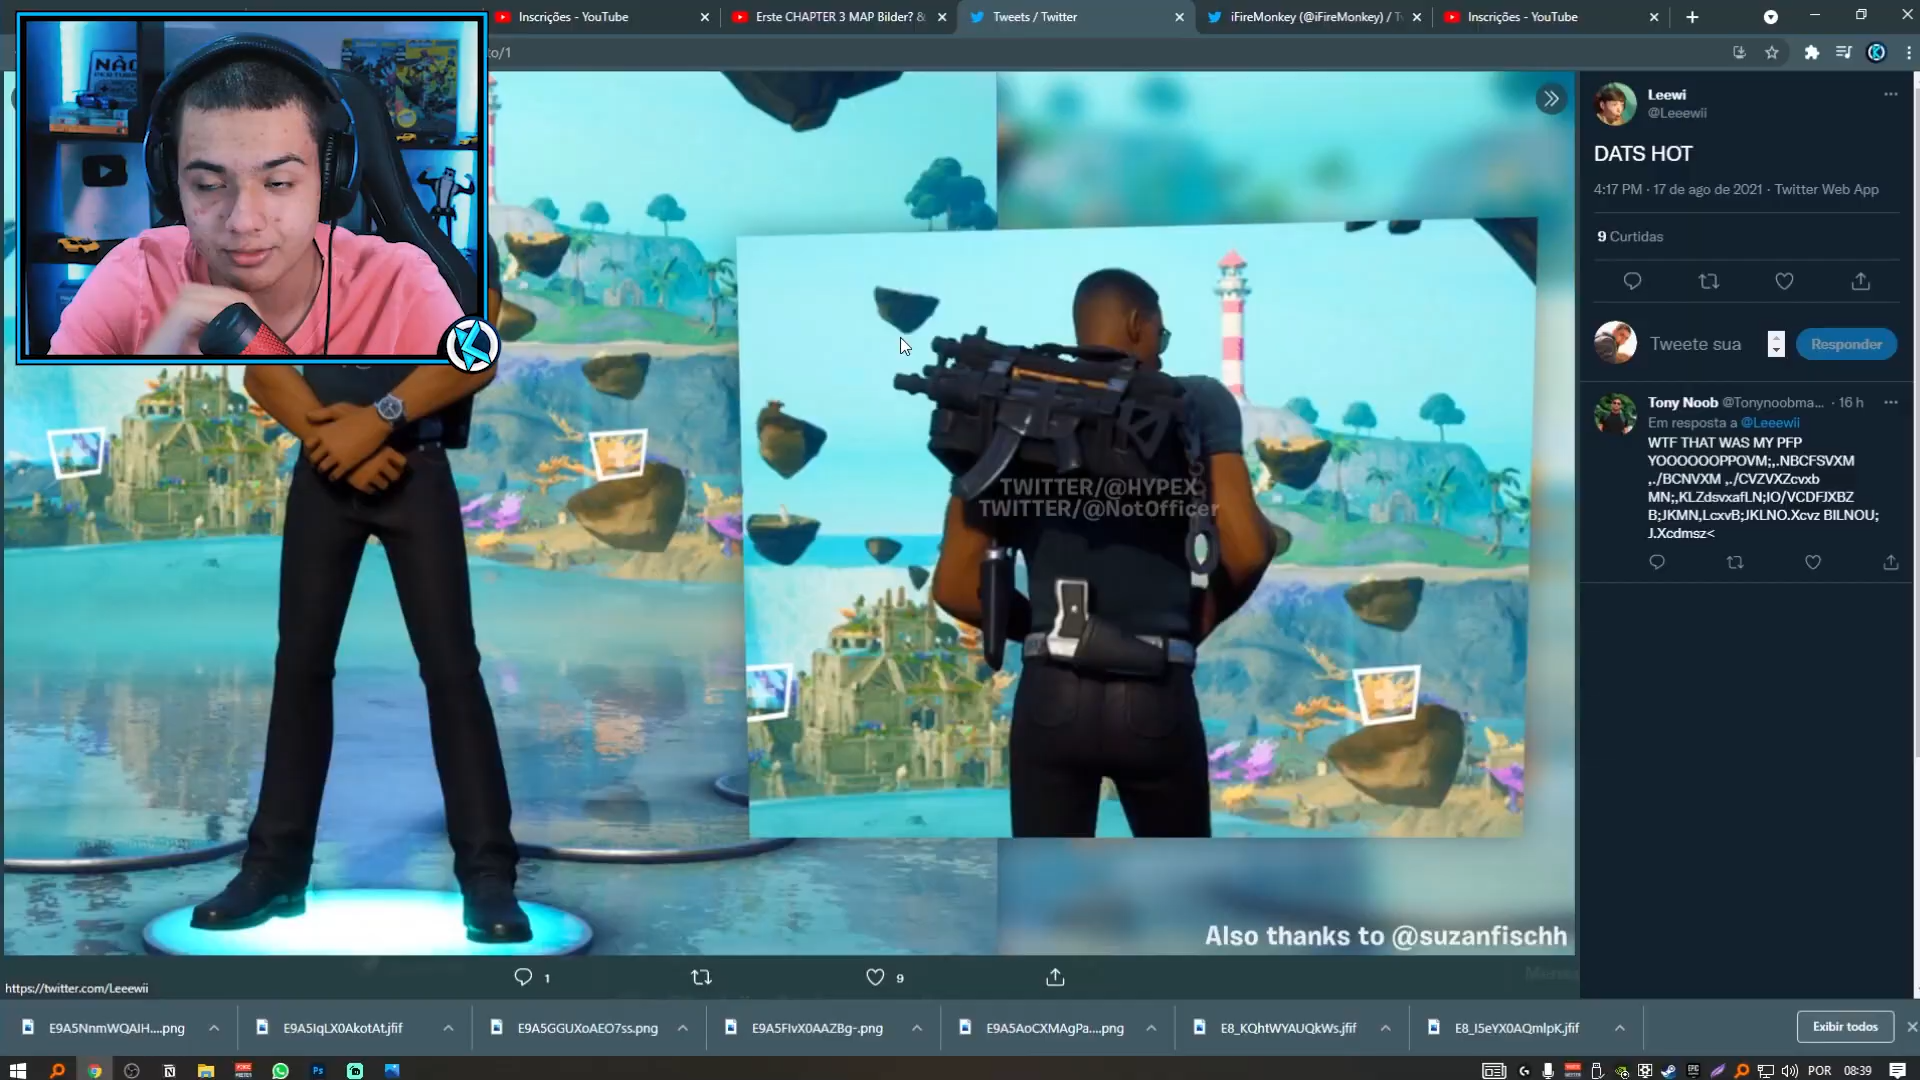 NÃO
Inscrições - YouTube
Erste CHAPTER 3 MAP Bilder? &
Tweets / Twitter
iFireMonkey (@iFireMonkey) / T
Inscrições - YouTube
to/1
Leewi
@Leeewii
DATS HOT
4:17 PM · 17 de ago de 2021 · Twitter Web App
9 Curtidas
Tweete sua
Responder
Tony Noob @Tonynoobma... · 16 h
Em resposta a @Leeewii
WTF THAT WAS MY PFP
YOOOOOOPPOVM;,.NBCFSVXM
,./BCNVXM ,./CVZVXZcvxb
MN;,KLZdsvxafLN;IO/VCDFJXBZ
B;JKMN,LcxvB;JKLNO.Xcvz BILNOU;
J.Xcdmsz<
TWITTER/@HYPEX
TWITTER/@NotOfficer
Also thanks to @suzanfischh
1
9
https://twitter.com/Leeewii
E9A5NnmWQAIH....png
E9A5IqLX0AkotAt.jfif
E9A5GGUXoAEO7ss.png
E9A5FIvX0AAZBg-.png
E9A5AoCXMAgPa....png
E8_KQhtWYAUQkWs.jfif
E8_I5eYX0AQmlpK.jfif
Exibir todos
Ps
POR
08:39